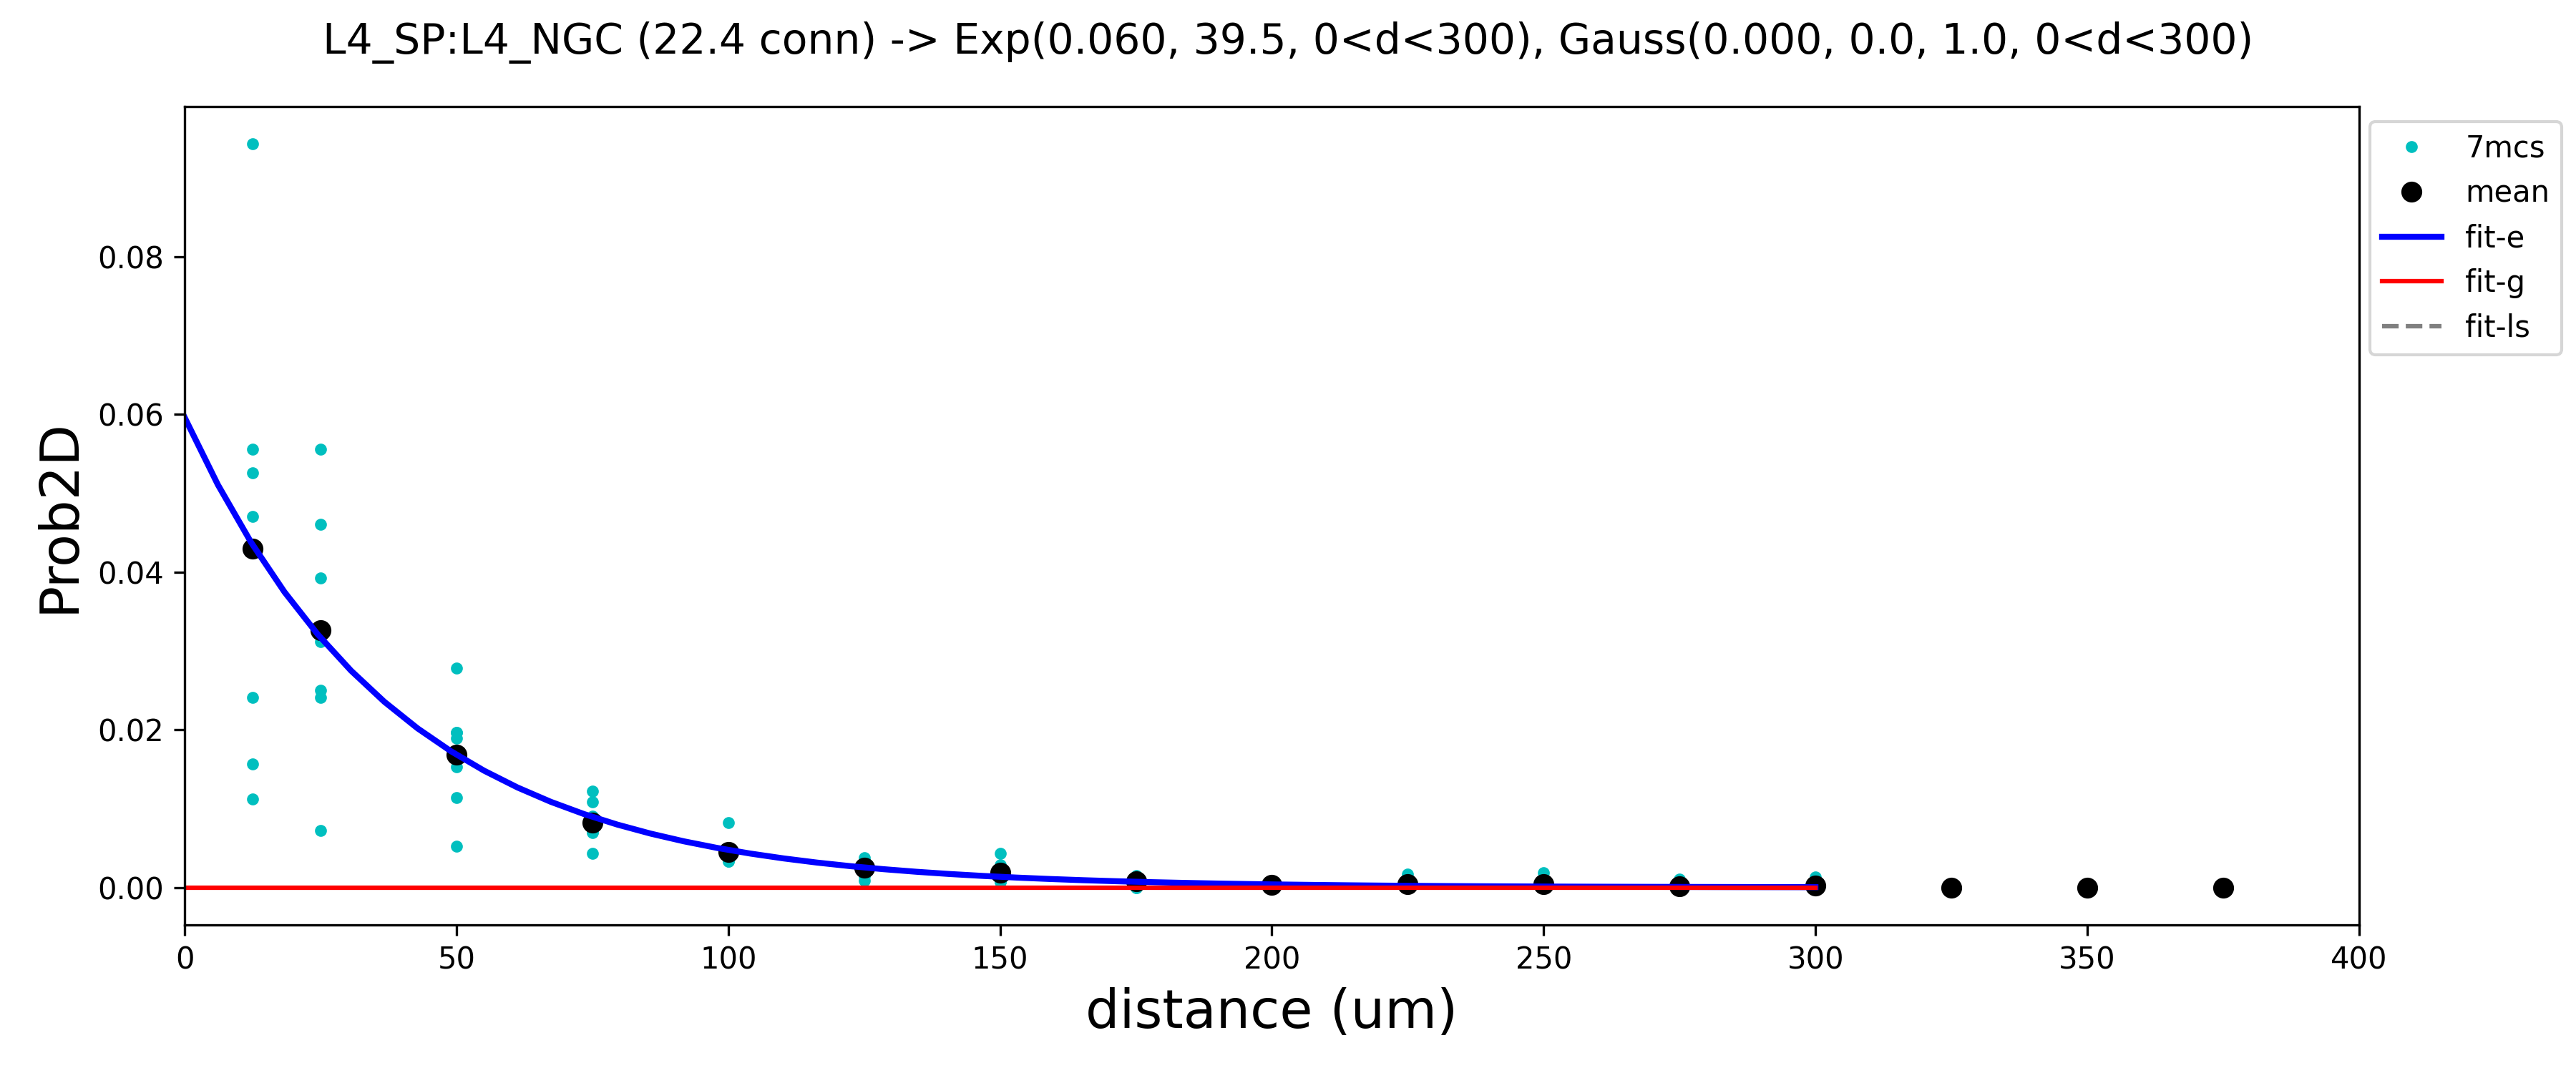 L4_SP:L4_NGC (22.4 conn) -> Exp(0.060, 39.5, 0<d<300), Gauss(0.000, 0.0, 1.0, 0<d<300)
7mcs
mean
fit-e
fit-g
fit-ls
Prob2D
0.08
0.06
0.04
0.02
0.00
0 50 100 150 200 250 300 350 400
distance (um)